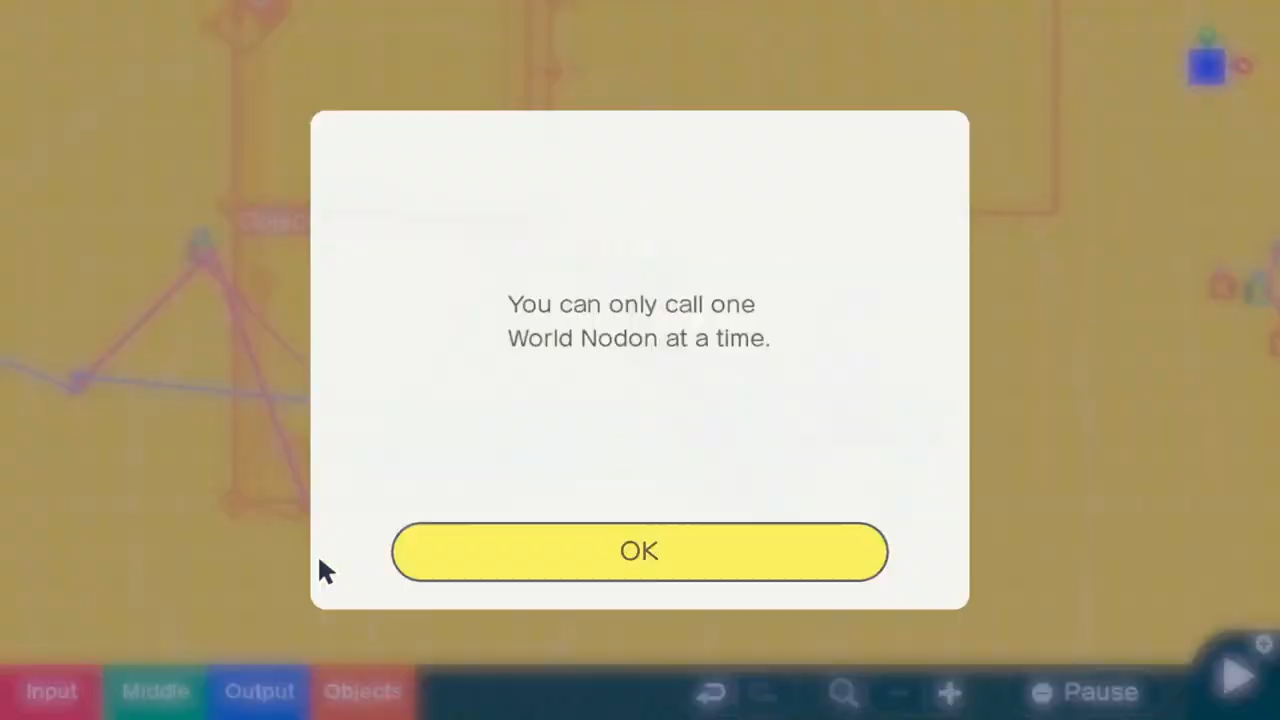 You can only call one
World Nodon at a time.
OK
Input Middle Output Objects Pause